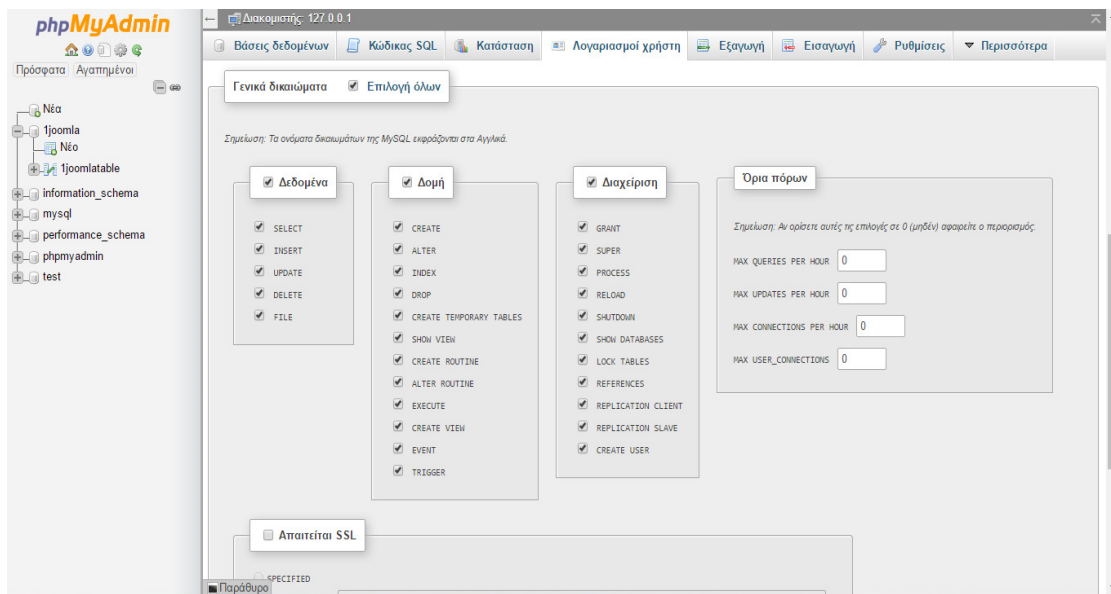 phpMyAdmin
Πρόσφατα Αγαπημένοι
Νέα
1joomla
Νέο
1joomlatable
information_schema
mysql
performance_schema
phpmyadmin
test
← Διακομιστής: 127.0.0.1
Βάσεις δεδομένων Κώδικας SQL Κατάσταση Λογαριασμοί χρήστη Εξαγωγή Εισαγωγή Ρυθμίσεις Περισσότερα
Γενικά δικαιώματα Επιλογή όλων
Σημείωση: Τα ονόματα δικαιωμάτων της MySQL εκφράζονται στα Αγγλικά.
Δεδομένα
SELECT
INSERT
UPDATE
DELETE
FILE
Δομή
CREATE
ALTER
INDEX
DROP
CREATE TEMPORARY TABLES
SHOW VIEW
CREATE ROUTINE
ALTER ROUTINE
EXECUTE
CREATE VIEW
EVENT
TRIGGER
Διαχείριση
GRANT
SUPER
PROCESS
RELOAD
SHUTDOWN
SHOW DATABASES
LOCK TABLES
REFERENCES
REPLICATION CLIENT
REPLICATION SLAVE
CREATE USER
Όρια πόρων
Σημείωση: Αν ορίσετε αυτές τις επιλογές σε 0 (μηδέν) αφαιρείτε ο περιορισμός.
MAX QUERIES PER HOUR 0
MAX UPDATES PER HOUR 0
MAX CONNECTIONS PER HOUR 0
MAX USER_CONNECTIONS 0
Απαιτείται SSL
SPECIFIED
Παράθυρο